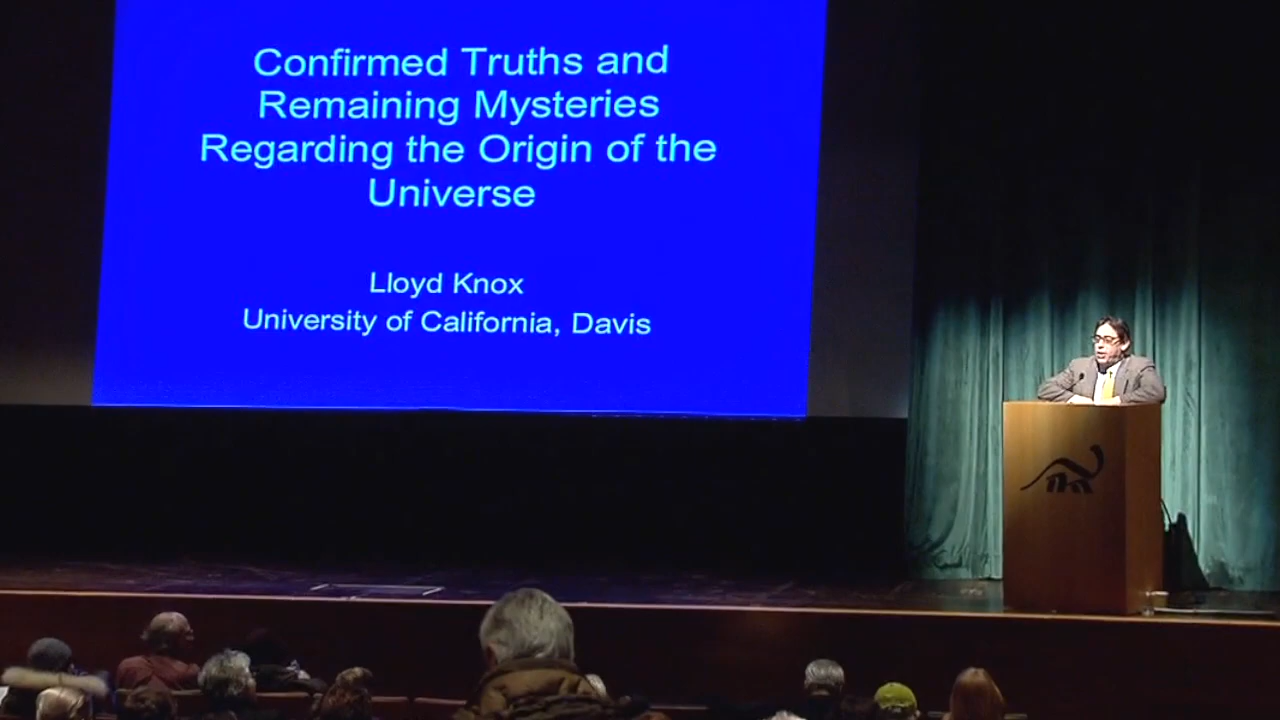 Confirmed Truths and
Remaining Mysteries
Regarding the Origin of the
Universe
Lloyd Knox
University of California, Davis